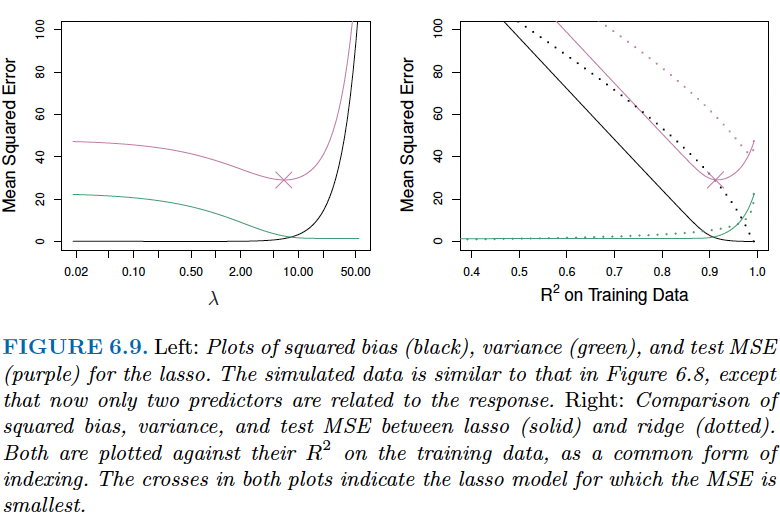 Mean Squared Error
0 20 40 60 80 100
0.02 0.10 0.50 2.00 10.00 50.00
λ
Mean Squared Error
0 20 40 60 80 100
0.4 0.5 0.6 0.7 0.8 0.9 1.0
R² on Training Data
FIGURE 6.9. Left: Plots of squared bias (black), variance (green), and test MSE
(purple) for the lasso. The simulated data is similar to that in Figure 6.8, except
that now only two predictors are related to the response. Right: Comparison of
squared bias, variance, and test MSE between lasso (solid) and ridge (dotted).
Both are plotted against their R² on the training data, as a common form of
indexing. The crosses in both plots indicate the lasso model for which the MSE is
smallest.